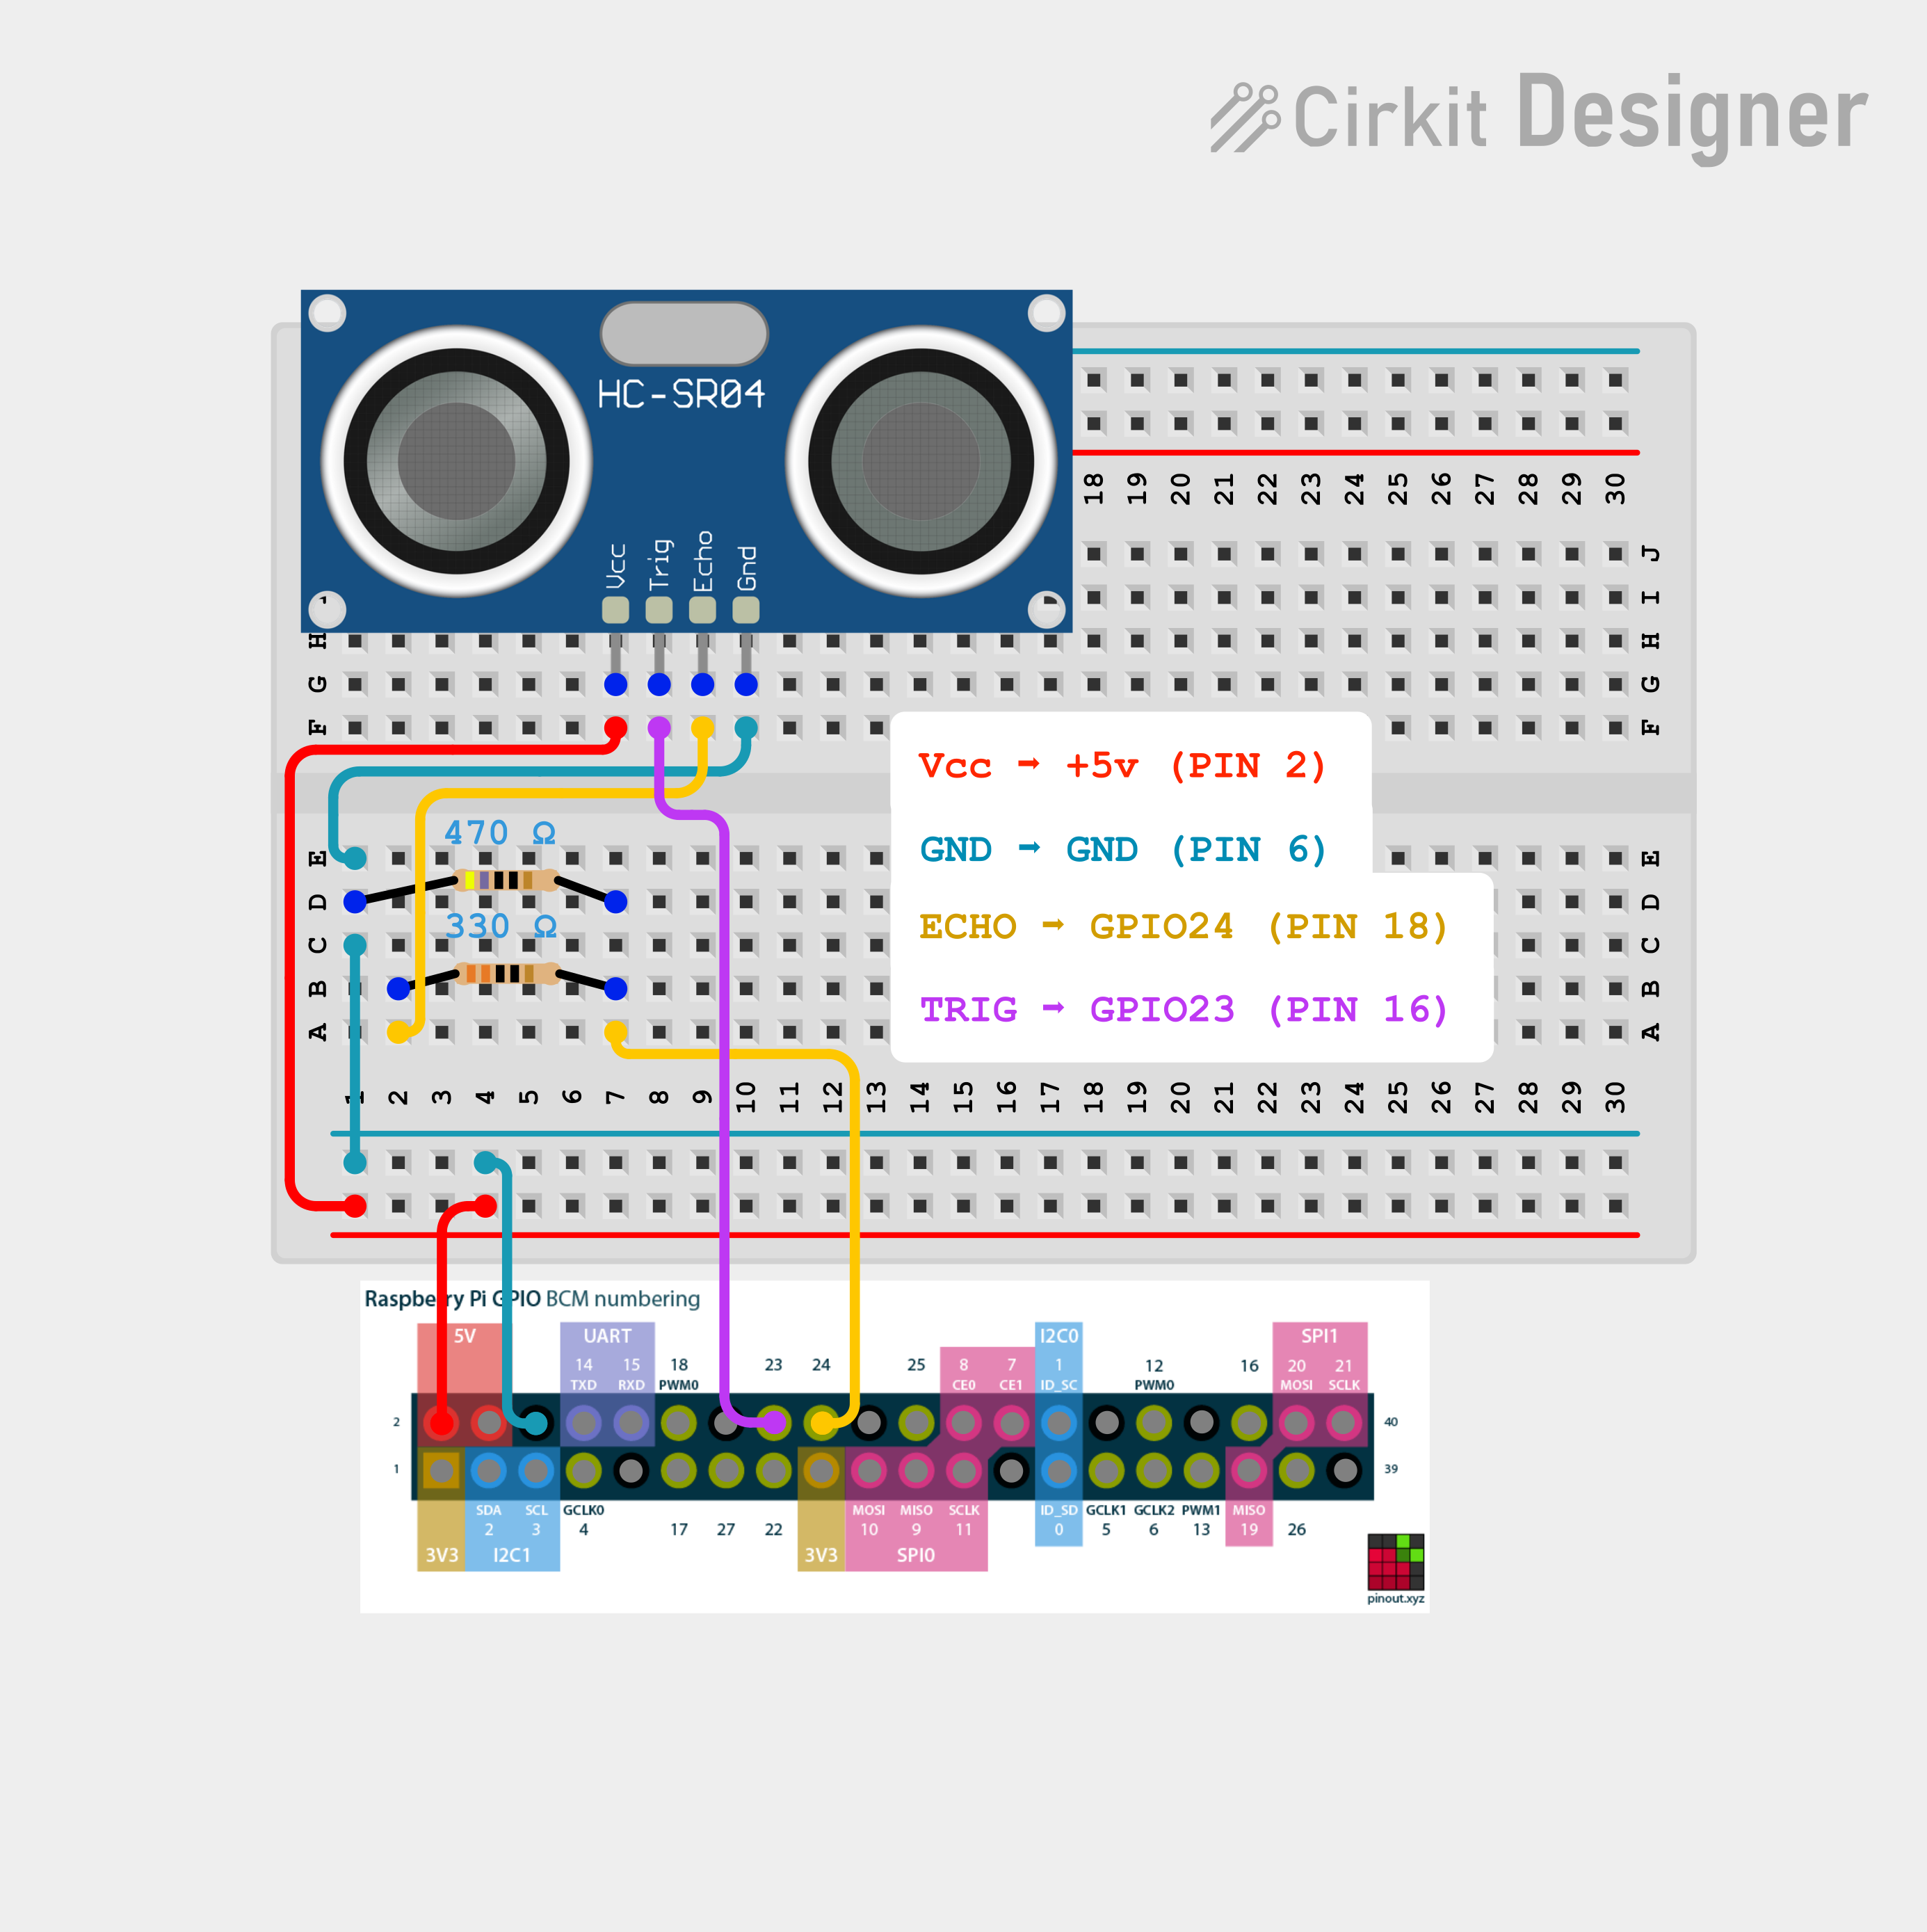 Cirkit Designer
HC-SR04
Vcc Trig Echo Gnd
18 19 20 21 22 23 24 25 26 27 28 29 30
J
I
H H
G G
F F
Vcc → +5v (PIN 2)
470 Ω
GND → GND (PIN 6)
E E
D D
330 Ω
ECHO → GPIO24 (PIN 18)
C C
B B
TRIG → GPIO23 (PIN 16)
A A
1 2 3 4 5 6 7 8 9 10 11 12 13 14 15 16 17 18 19 20 21 22 23 24 25 26 27 28 29 30
Raspberry Pi GPIO BCM numbering
5V UART I2C0 SPI1
14 15 18 23 24 25 8 7 1 12 16 20 21
TXD RXD PWM0 CE0 CE1 ID_SC PWM0 MOSI SCLK
2 40
1 39
SDA SCL GCLK0 MOSI MISO SCLK ID_SD GCLK1 GCLK2 PWM1 MISO
2 3 4 17 27 22 10 9 11 0 5 6 13 19 26
3V3 I2C1 3V3 SPI0
pinout.xyz